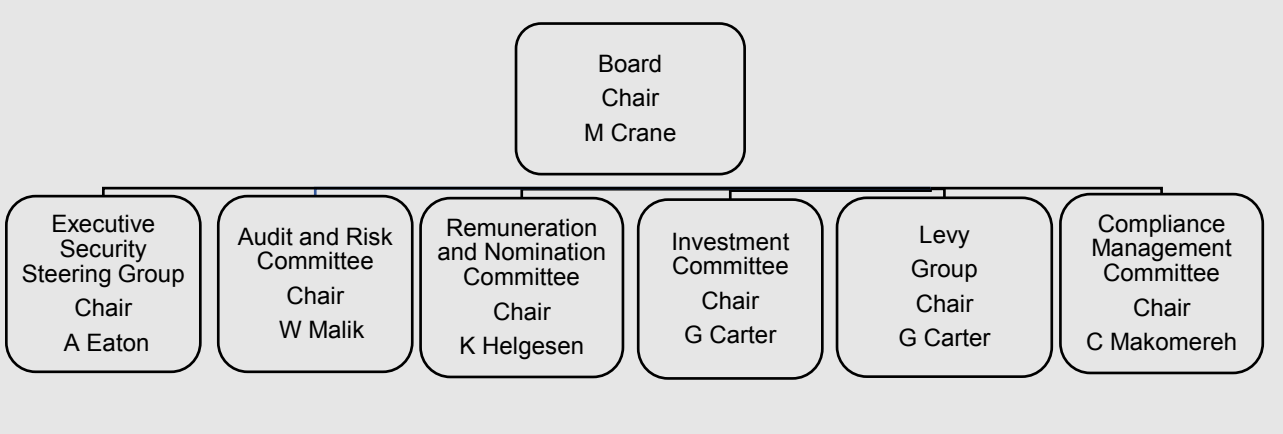 Board
Chair
M Crane
Executive
Security
Steering Group
Chair
A Eaton
Audit and Risk
Committee
Chair
W Malik
Remuneration
and Nomination
Committee
Chair
K Helgesen
Investment
Committee
Chair
G Carter
Levy
Group
Chair
G Carter
Compliance
Management
Committee
Chair
C Makomereh